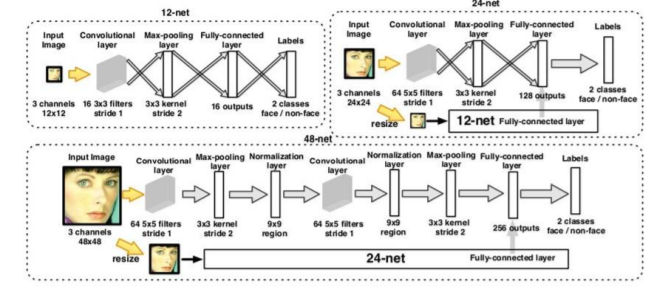 12-net
Input Image
Convolutional layer
Max-pooling layer
Fully-connected layer
Labels
3 channels 12x12
16 3x3 filters stride 1
3x3 kernel stride 2
16 outputs
2 classes face / non-face
24-net
Input Image
Convolutional layer
Max-pooling layer
Fully-connected layer
Labels
3 channels 24x24
64 5x5 filters stride 1
3x3 kernel stride 2
128 outputs
2 classes face / non-face
resize
12-net Fully-connected layer
48-net
Input Image
Convolutional layer
Max-pooling layer
Normalization layer
Convolutional layer
Normalization layer
Max-pooling layer
Fully-connected layer
Labels
3 channels 48x48
64 5x5 filters stride 1
3x3 kernel stride 2
9x9 region
64 5x5 filters stride 1
9x9 region
3x3 kernel stride 2
256 outputs
2 classes face / non-face
resize
24-net Fully-connected layer